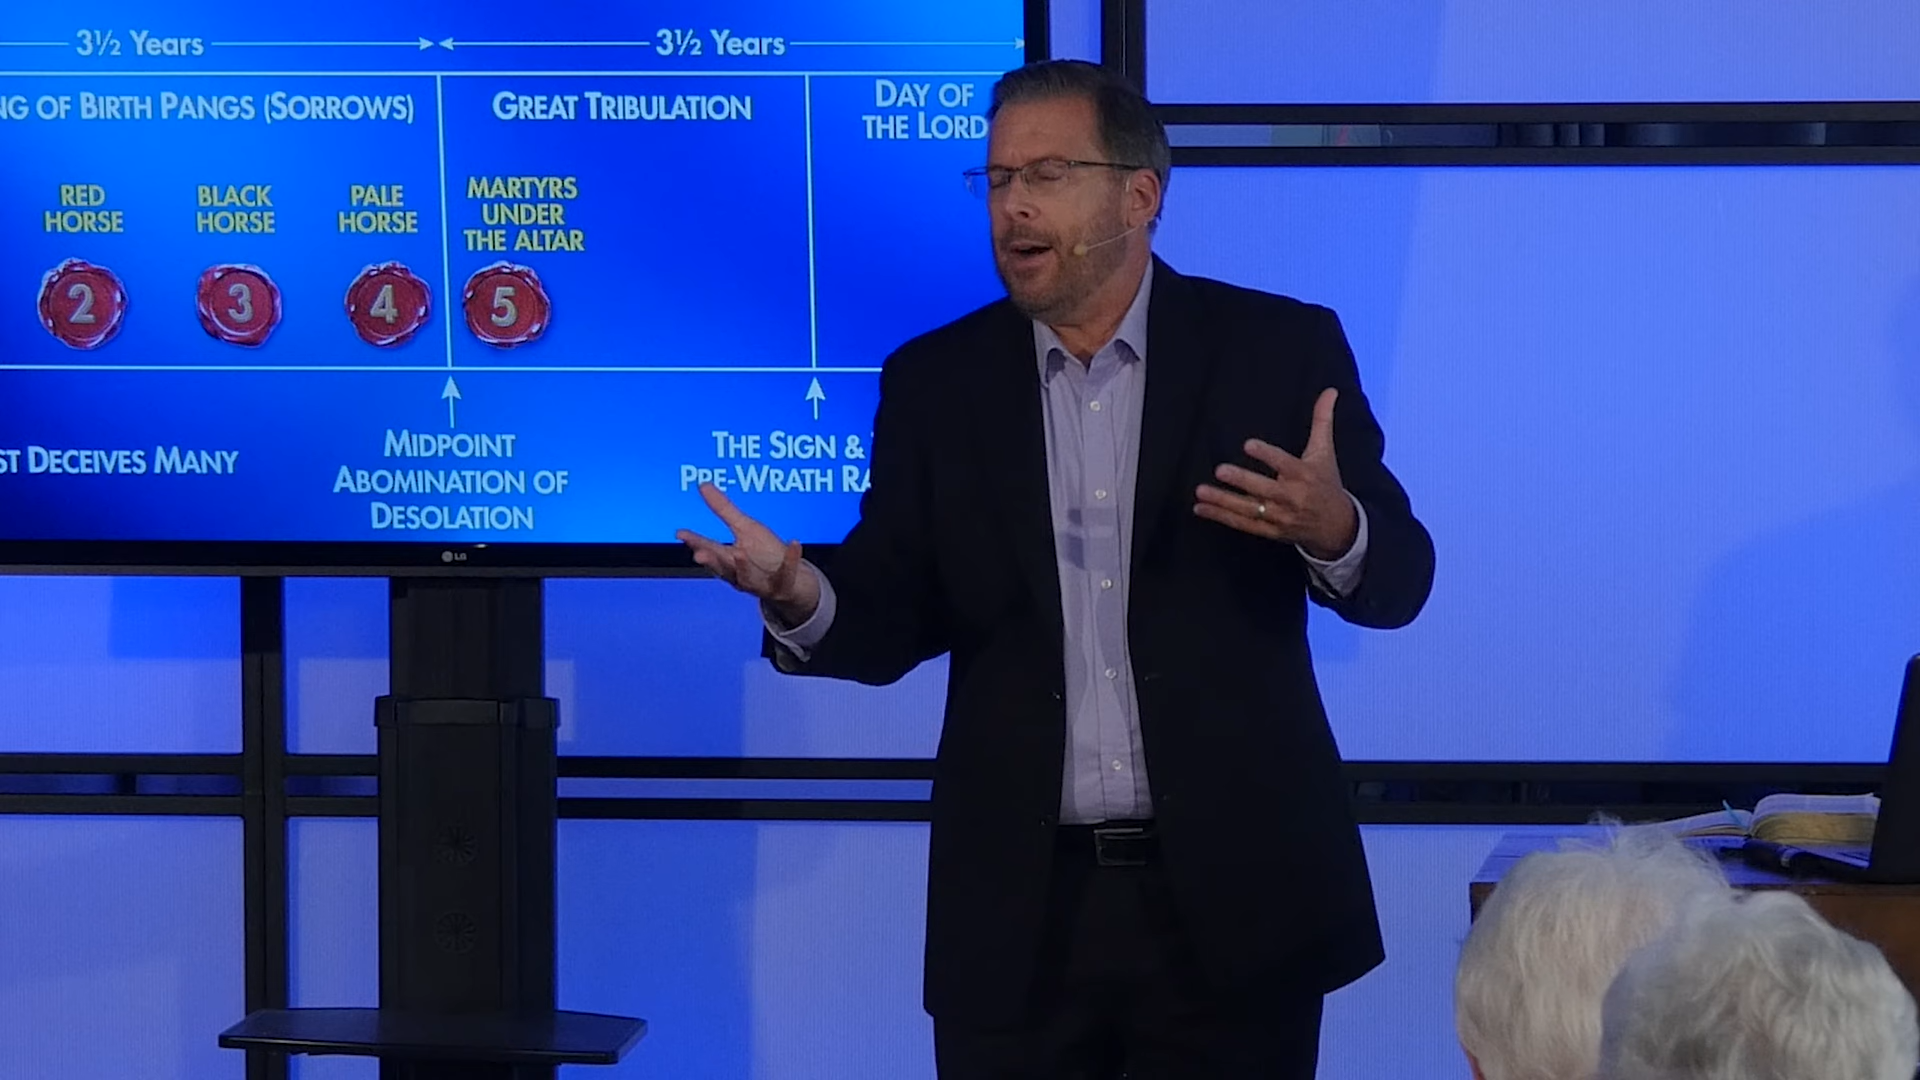 3½ Years 3½ Years
NG OF BIRTH PANGS (SORROWS)
GREAT TRIBULATION
DAY OF
THE LORD
RED
HORSE
BLACK
HORSE
PALE
HORSE
MARTYRS
UNDER
THE ALTAR
2 3 4 5
ST DECEIVES MANY
MIDPOINT
ABOMINATION OF
DESOLATION
THE SIGN &
PRE-WRATH RA
LG